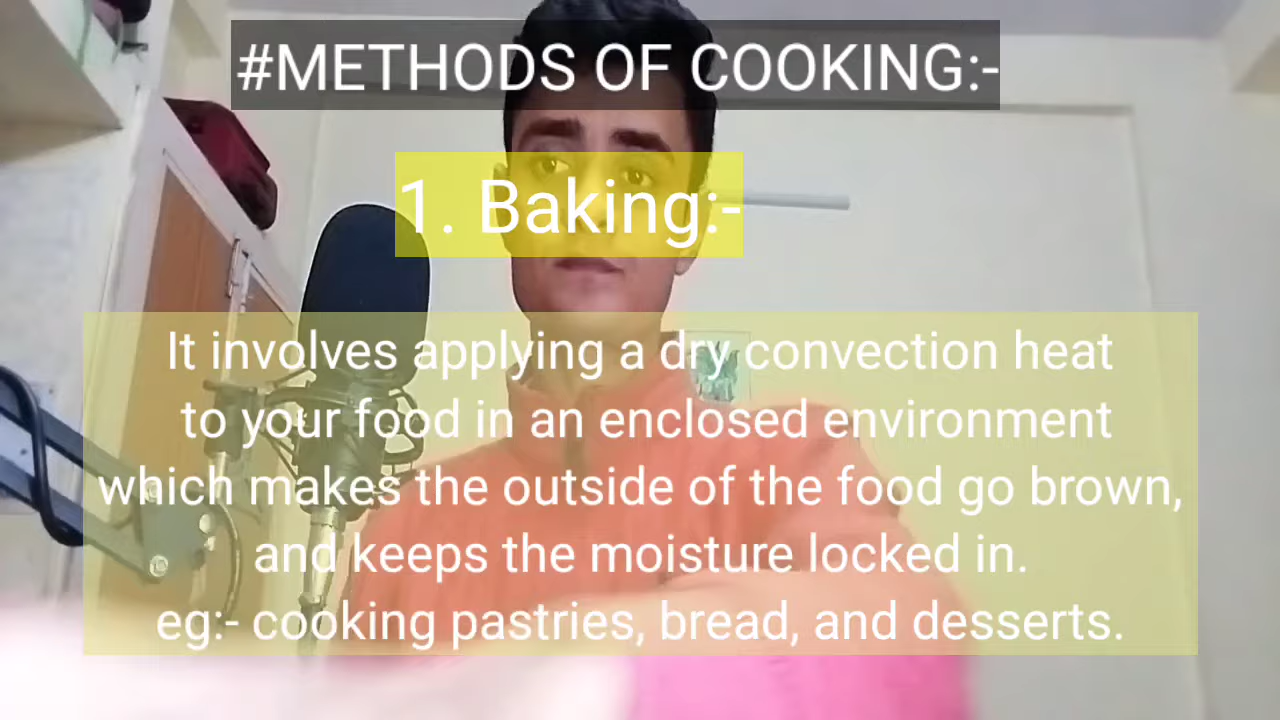 #METHODS OF COOKING:-
1. Baking:-
It involves applying a dry convection heat
to your food in an enclosed environment
which makes the outside of the food go brown,
and keeps the moisture locked in.
eg:- cooking pastries, bread, and desserts.